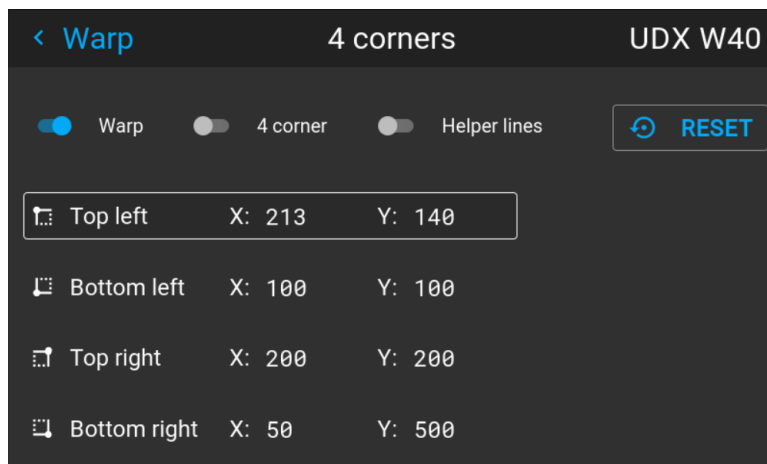 Warp 4 corners UDX W40
Warp 4 corner Helper lines RESET
Top left X: 213 Y: 140
Bottom left X: 100 Y: 100
Top right X: 200 Y: 200
Bottom right X: 50 Y: 500